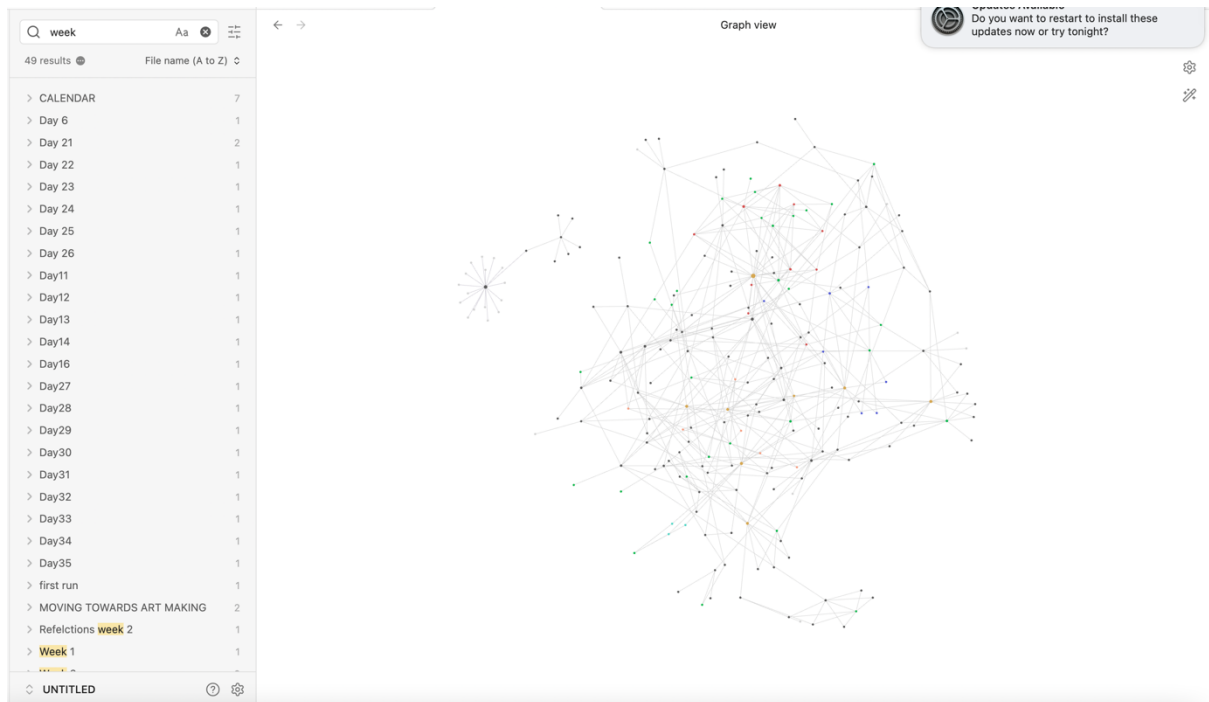 week
Aa
49 results
File name (A to Z)
CALENDAR 7
Day 6 1
Day 21 2
Day 22 1
Day 23 1
Day 24 1
Day 25 1
Day 26 1
Day11 1
Day12 1
Day13 1
Day14 1
Day16 1
Day27 1
Day28 1
Day29 1
Day30 1
Day31 1
Day32 1
Day33 1
Day34 1
Day35 1
first run 1
MOVING TOWARDS ART MAKING 2
Refelctions week 2 1
Week 1 1
UNTITLED
Graph view
Updates Available
Do you want to restart to install these
updates now or try tonight?